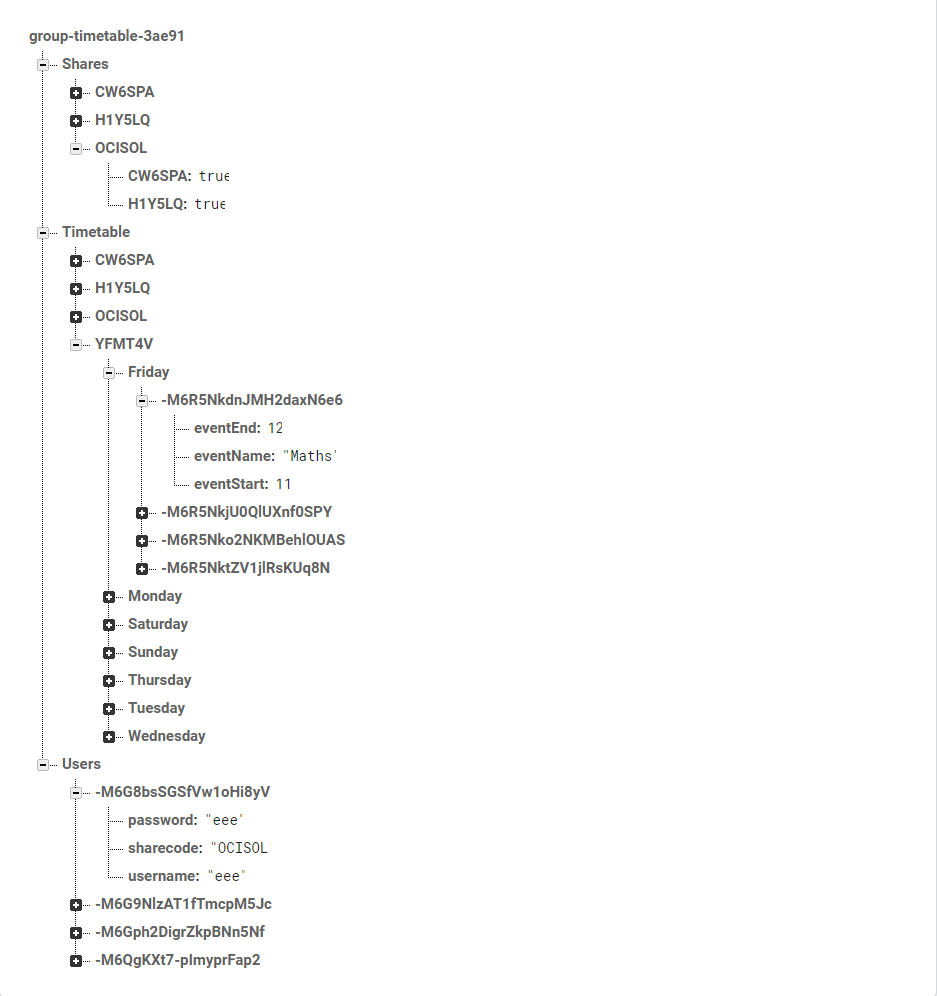 group-timetable-3ae91
Shares
CW6SPA
H1Y5LQ
OCISOL
CW6SPA: true
H1Y5LQ: true
Timetable
CW6SPA
H1Y5LQ
OCISOL
YFMT4V
Friday
-M6R5NkdnJMH2daxN6e6
eventEnd: 12
eventName: "Maths"
eventStart: 11
-M6R5NkjU0QlUXnf0SPY
-M6R5Nko2NKMBehlOUAS
-M6R5NktZV1jlRsKUq8N
Monday
Saturday
Sunday
Thursday
Tuesday
Wednesday
Users
-M6G8bsSGSfVw1oHi8yV
password: "eee"
sharecode: "OCISOL
username: "eee"
-M6G9NlzAT1fTmcpM5Jc
-M6Gph2DigrZkpBNn5Nf
-M6QgKXt7-pImyprFap2